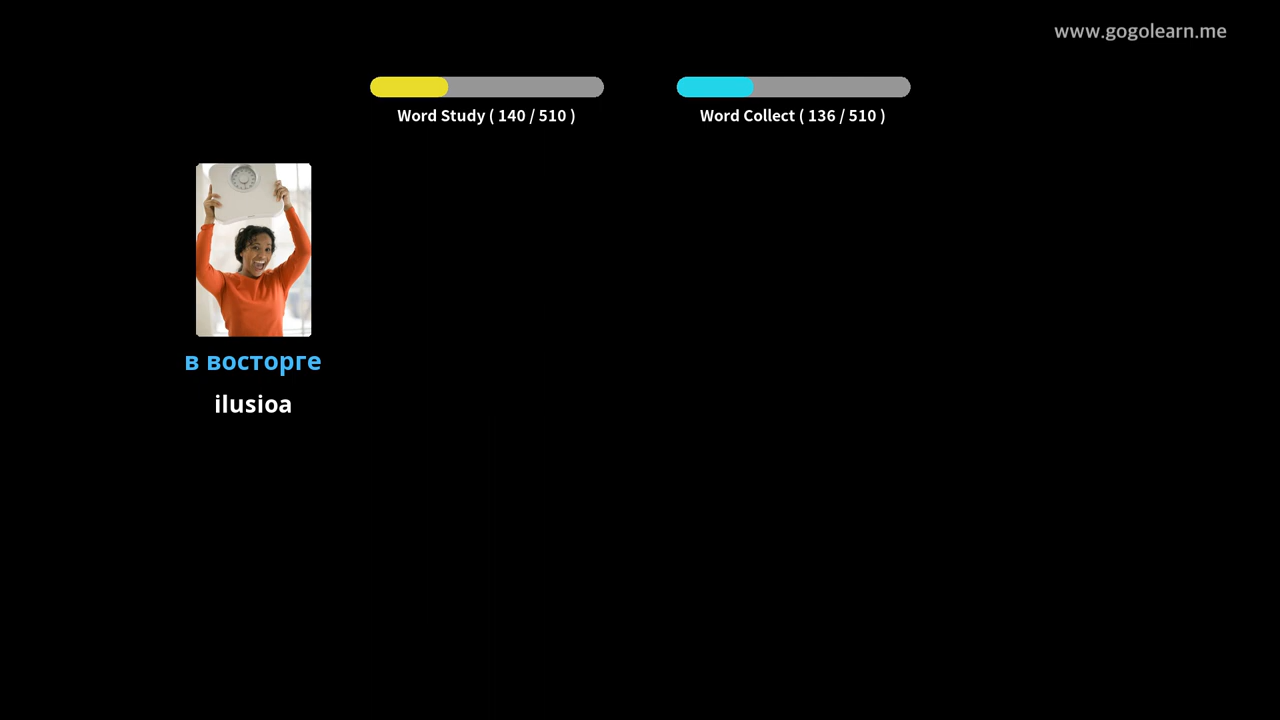 www.gogolearn.me
Word Study ( 140 / 510 )
Word Collect ( 136 / 510 )
в восторге
ilusioa